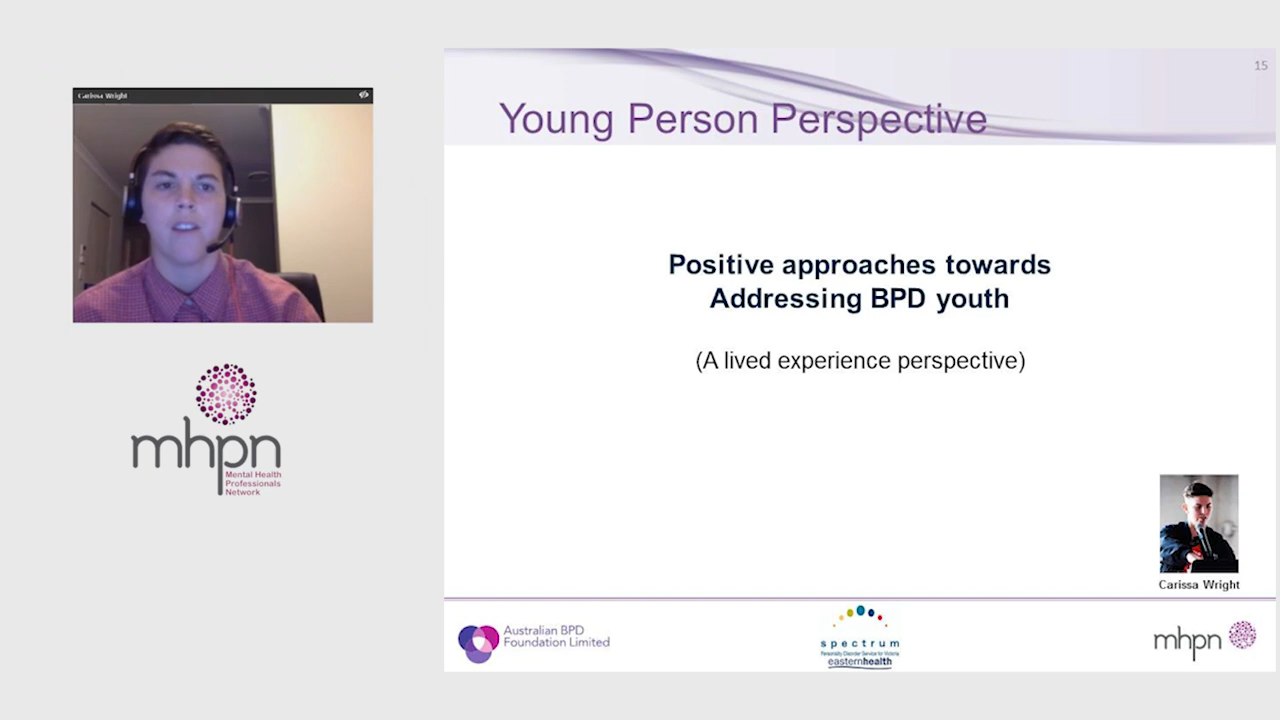 Carissa Wright
mhpn
Mental Health
Professionals
Network
15
Young Person Perspective
Positive approaches towards
Addressing BPD youth
(A lived experience perspective)
Carissa Wright
Australian BPD
Foundation Limited
spectrum
Personality Disorder Service for Victoria
easternhealth
mhpn